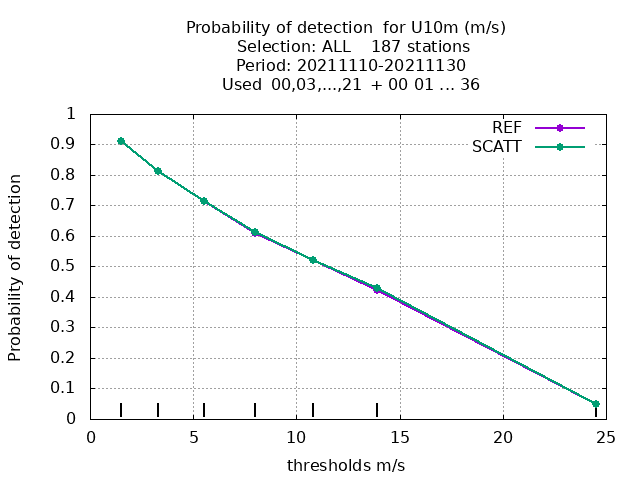 Probability of detection  for U10m (m/s)
Selection: ALL    187 stations
Period: 20211110-20211130
Used  00,03,...,21  + 00 01 ... 36
REF
SCATT
Probability of detection
1
0.9
0.8
0.7
0.6
0.5
0.4
0.3
0.2
0.1
0
0 5 10 15 20 25
thresholds m/s